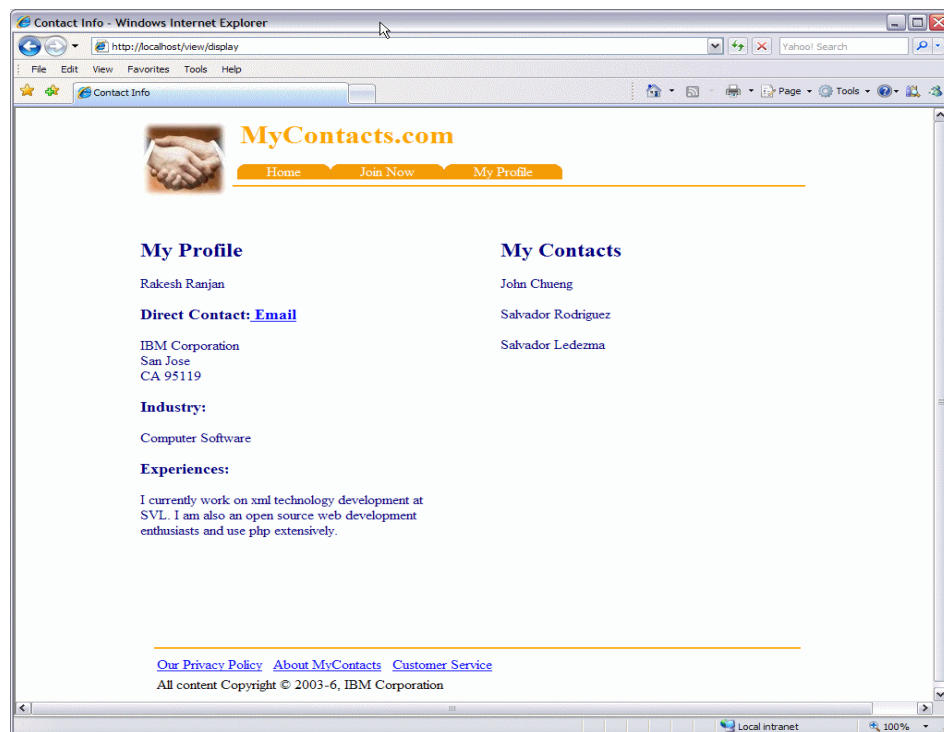 Contact Info - Windows Internet Explorer
http://localhost/view/display
Yahoo! Search
File Edit View Favorites Tools Help
Contact Info
Page Tools
MyContacts.com
Home Join Now My Profile
My Profile
Rakesh Ranjan
Direct Contact: Email
IBM Corporation
San Jose
CA 95119
Industry:
Computer Software
Experiences:
I currently work on xml technology development at
SVL. I am also an open source web development
enthusiasts and use php extensively.
My Contacts
John Chueng
Salvador Rodriguez
Salvador Ledezma
Our Privacy Policy About MyContacts Customer Service
All content Copyright © 2003-6, IBM Corporation
Local intranet
100%